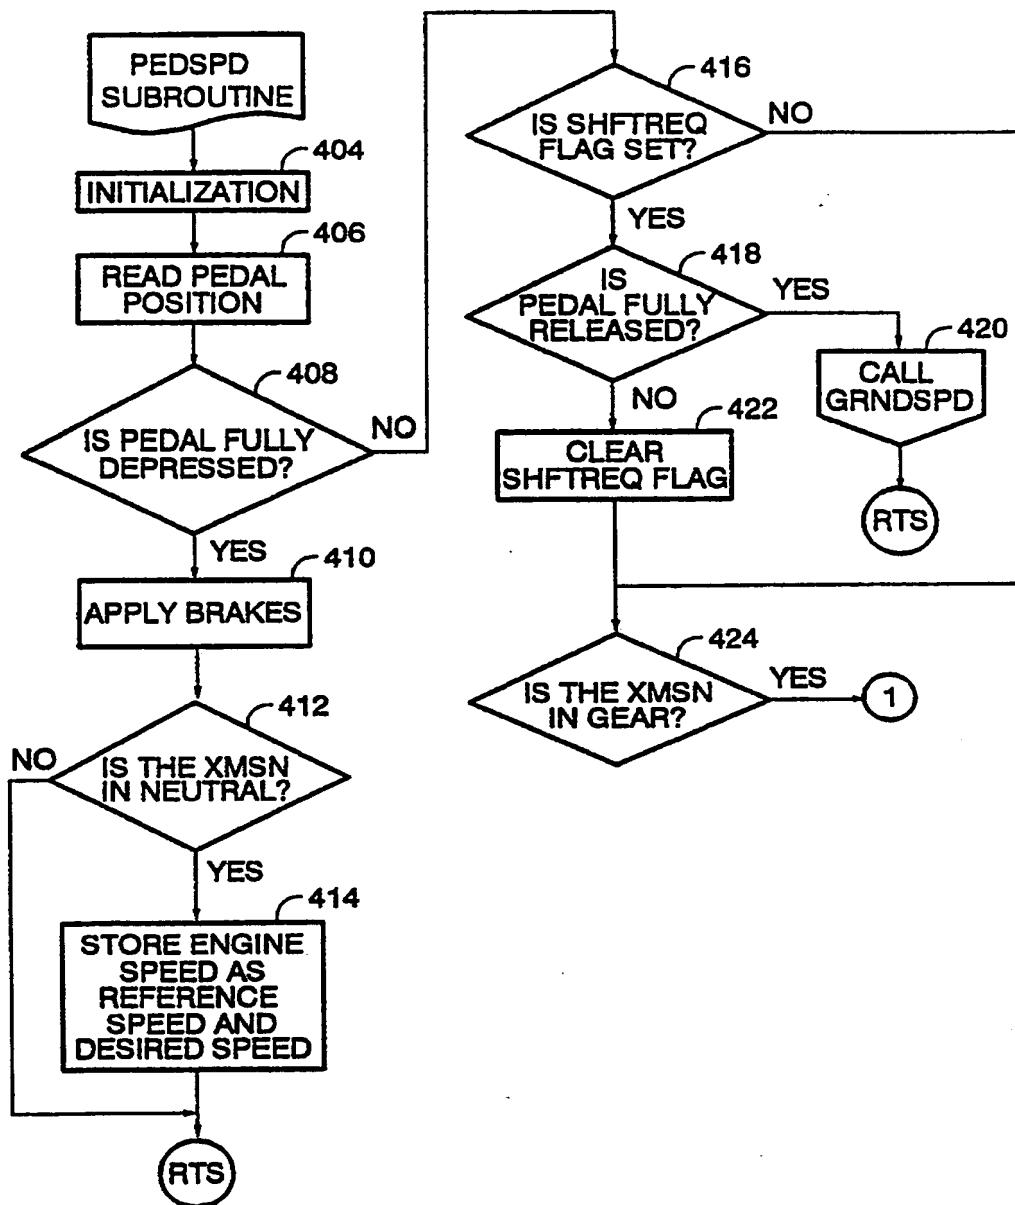 PEDSPD
SUBROUTINE
404
INITIALIZATION
406
READ PEDAL
POSITION
408
IS PEDAL FULLY
DEPRESSED?
NO
YES
410
APPLY BRAKES
412
NO
IS THE XMSN
IN NEUTRAL?
YES
414
STORE ENGINE
SPEED AS
REFERENCE
SPEED AND
DESIRED SPEED
RTS
416
IS SHFTREQ
FLAG SET?
NO
YES
418
IS
PEDAL FULLY
RELEASED?
YES
420
CALL
GRNDSPD
RTS
NO
422
CLEAR
SHFTREQ FLAG
424
IS THE XMSN
IN GEAR?
YES
1